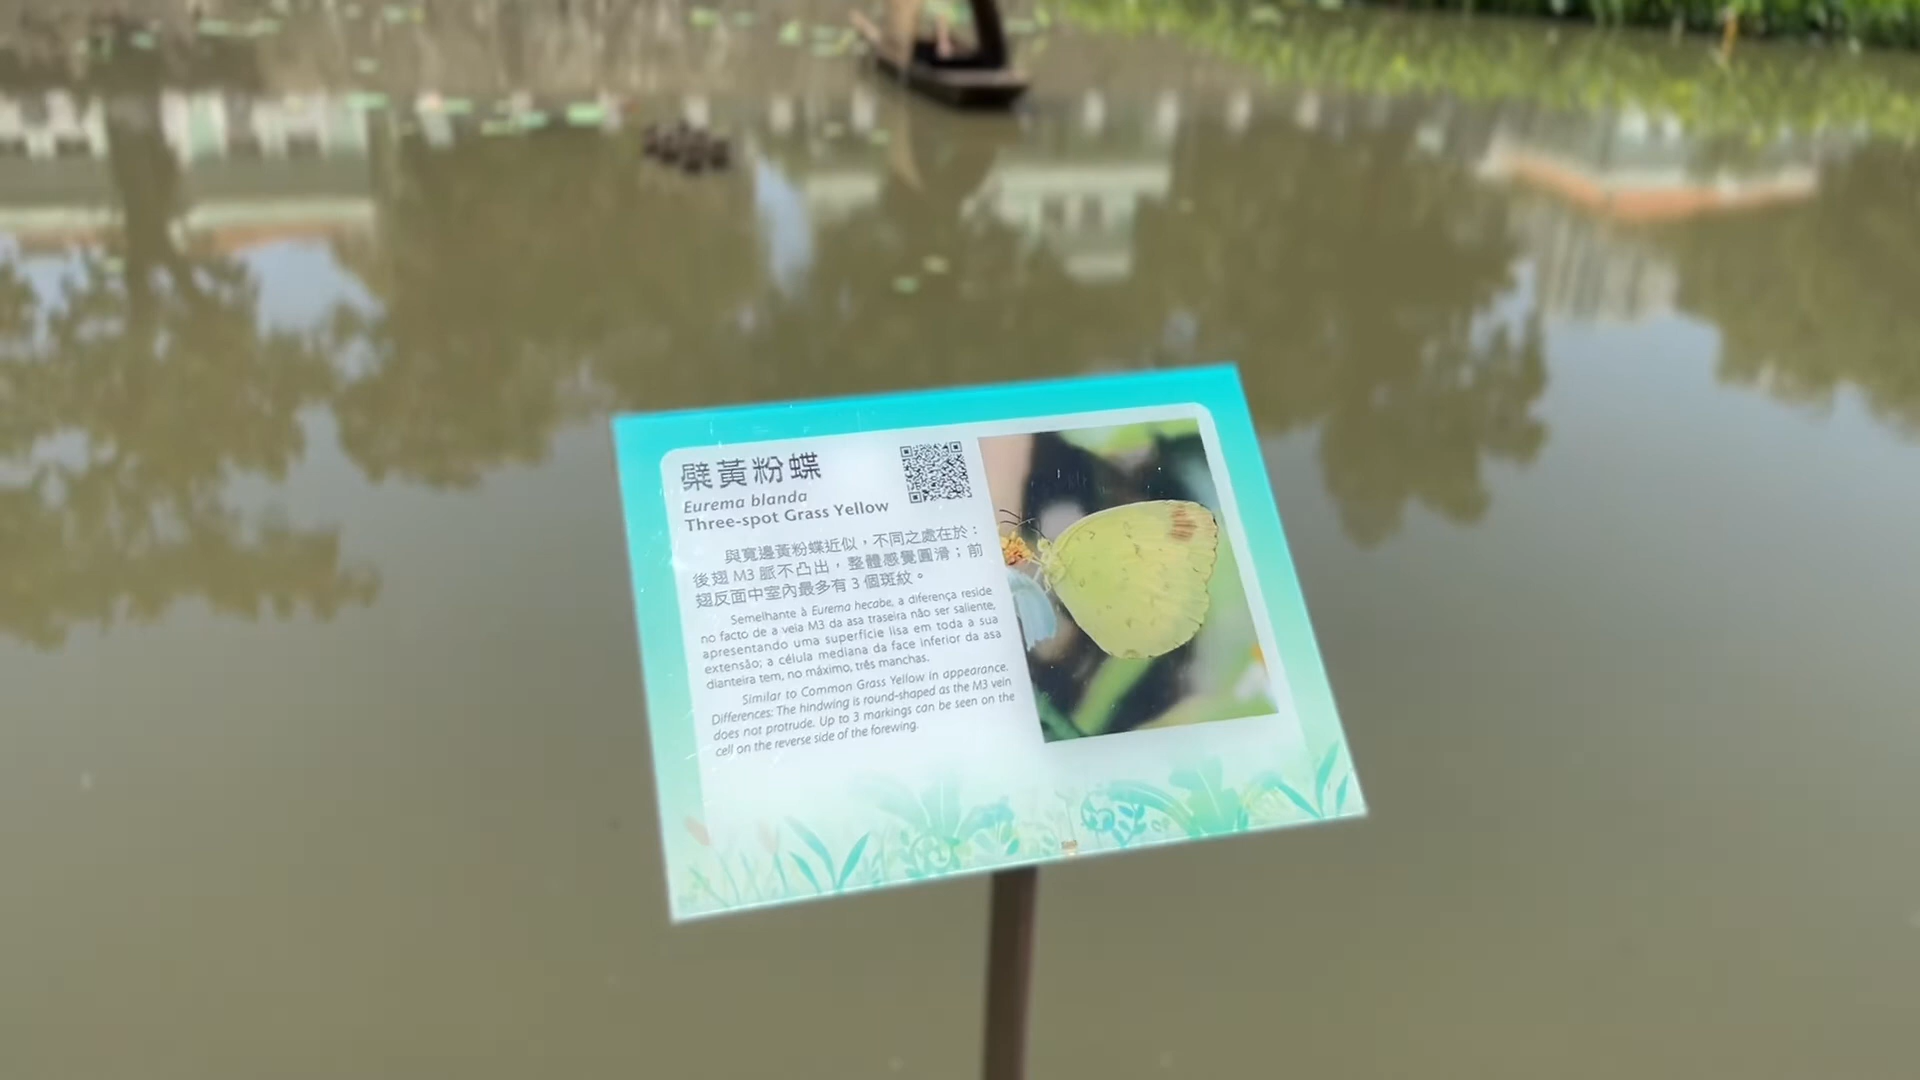 檗黃粉蝶
Eurema blanda
Three-spot Grass Yellow
與寬邊黃粉蝶近似，不同之處在於：
後翅 M3 脈不凸出，整體感覺圓滑；前
翅反面中室內最多有 3 個斑紋。
Semelhante à Eurema hecabe, a diferença reside
no facto de a veia M3 da asa traseira não ser saliente,
apresentando uma superfície lisa em toda a sua
extensão; a célula mediana da face inferior da asa
dianteira tem, no máximo, três manchas.
Similar to Common Grass Yellow in appearance.
Differences: The hindwing is round-shaped as the M3 vein
does not protrude. Up to 3 markings can be seen on the
cell on the reverse side of the forewing.